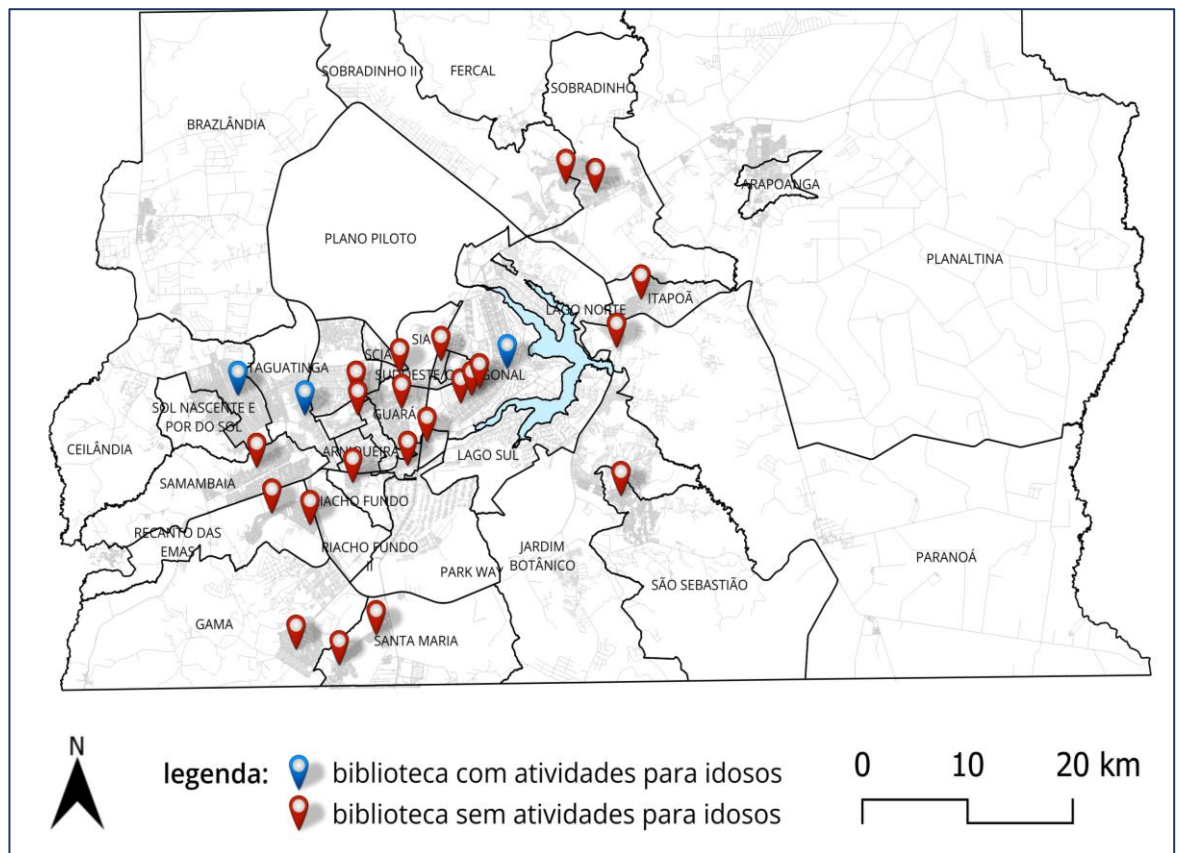 SOBRADINHO II
FERCAL
SOBRADINHO
BRAZLÂNDIA
ARAPOANGA
PLANO PILOTO
PLANALTINA
LAGO NORTE
ITAPOÃ
SIA
SCIA
TAGUATINGA
SOL NASCENTE E
POR DO SOL
GUARÁ
CEILÂNDIA
ARNIQUEIRA
LAGO SUL
SAMAMBAIA
RIACHO FUNDO
RECANTO DAS
EMAS
RIACHO FUNDO
II
JARDIM
BOTÂNICO
PARANOÁ
PARK WAY
SÃO SEBASTIÃO
GAMA
SANTA MARIA
N
legenda:
biblioteca com atividades para idosos
biblioteca sem atividades para idosos
0 10 20 km